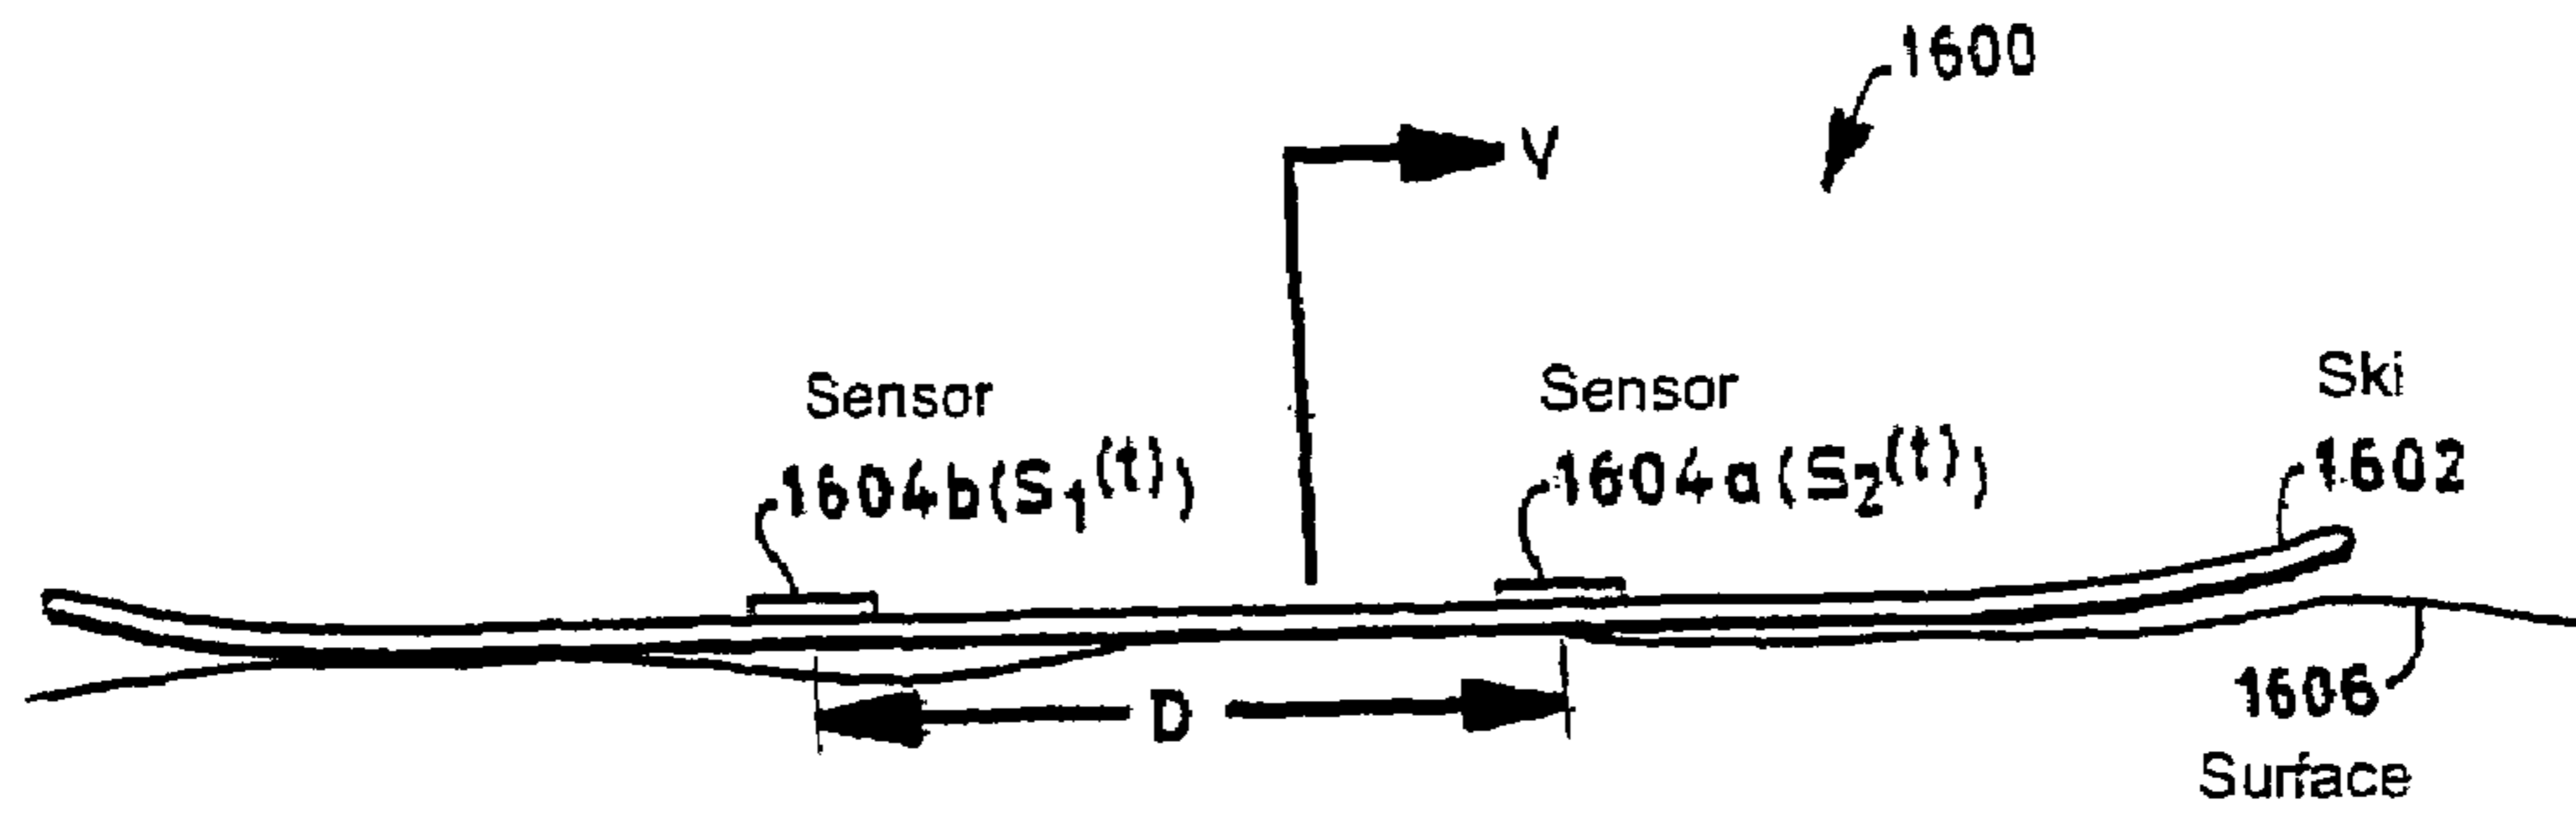 1600
V
Sensor
1604b(S1(t))
Sensor
1604a(S2(t))
Ski
1602
D
1606
Surface